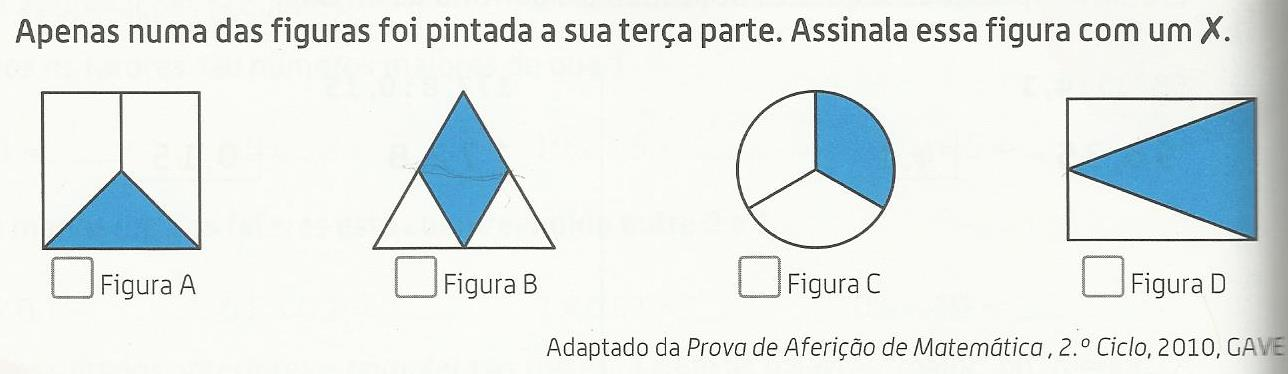 Apenas numa das figuras foi pintada a sua terça parte. Assinala essa figura com um ✗.
Figura A
Figura B
Figura C
Figura D
Adaptado da Prova de Aferição de Matemática , 2.º Ciclo, 2010, GAVE